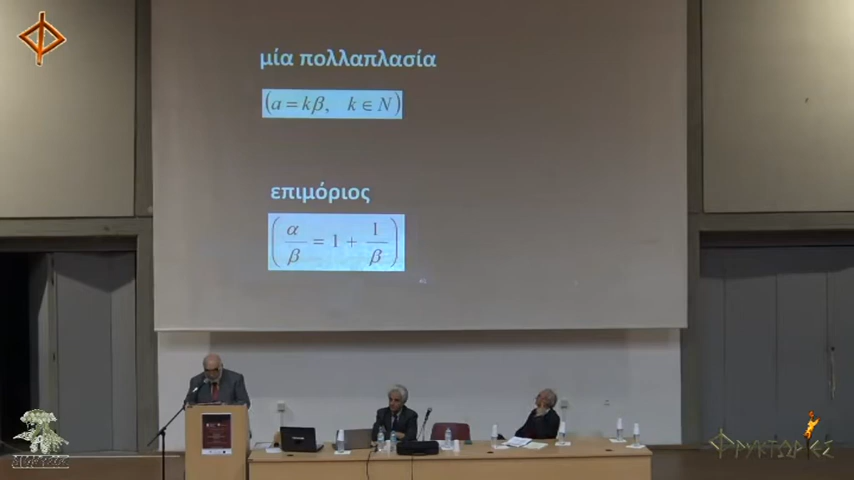 μία πολλαπλασία
(a = kβ, k ∈ N)
επιμόριος
(α/β = 1 + 1/β)
ΦΡΥΚΤΩΡΙΕΣ